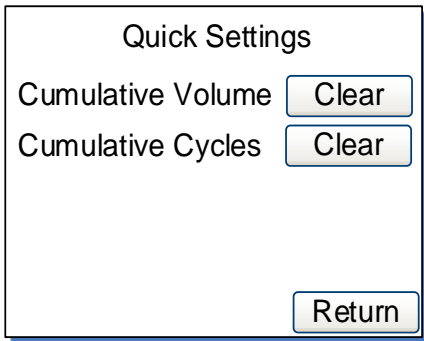 Quick Settings
Cumulative Volume Clear
Cumulative Cycles Clear
Return